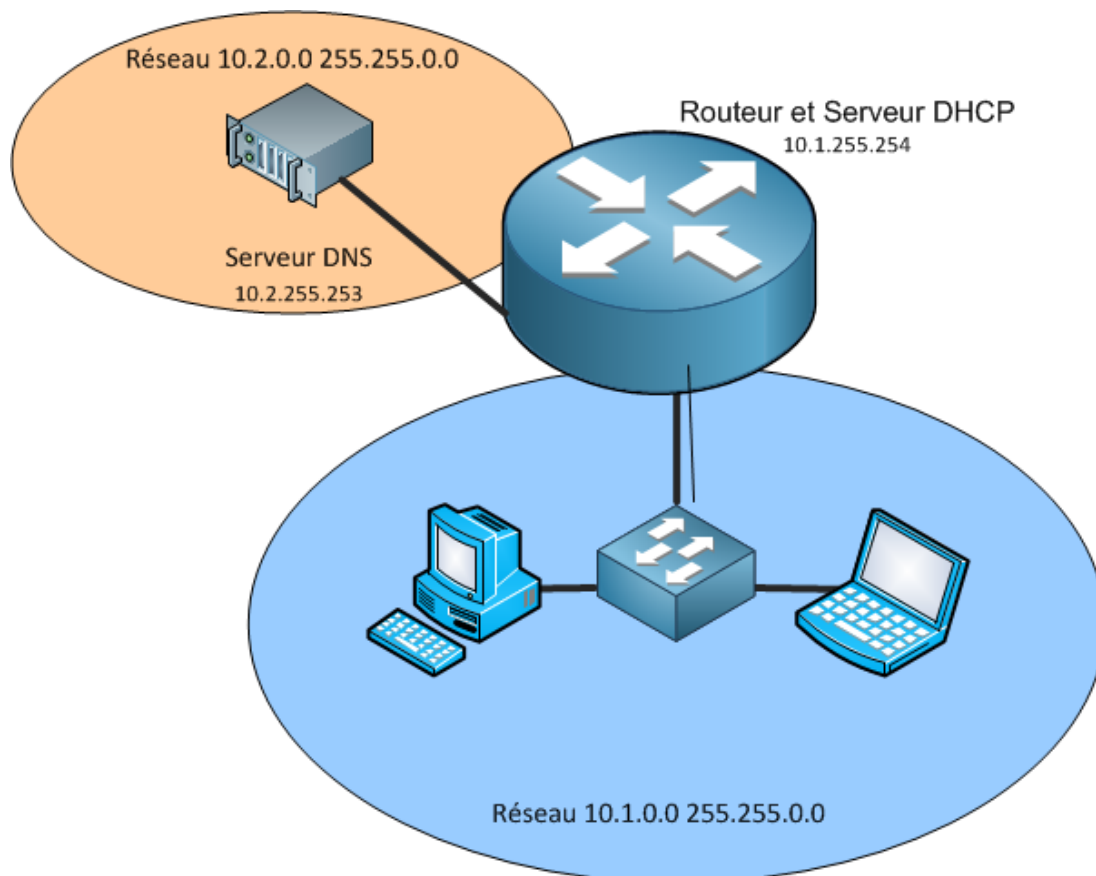 Réseau 10.2.0.0 255.255.0.0
Routeur et Serveur DHCP
10.1.255.254
Serveur DNS
10.2.255.253
Réseau 10.1.0.0 255.255.0.0